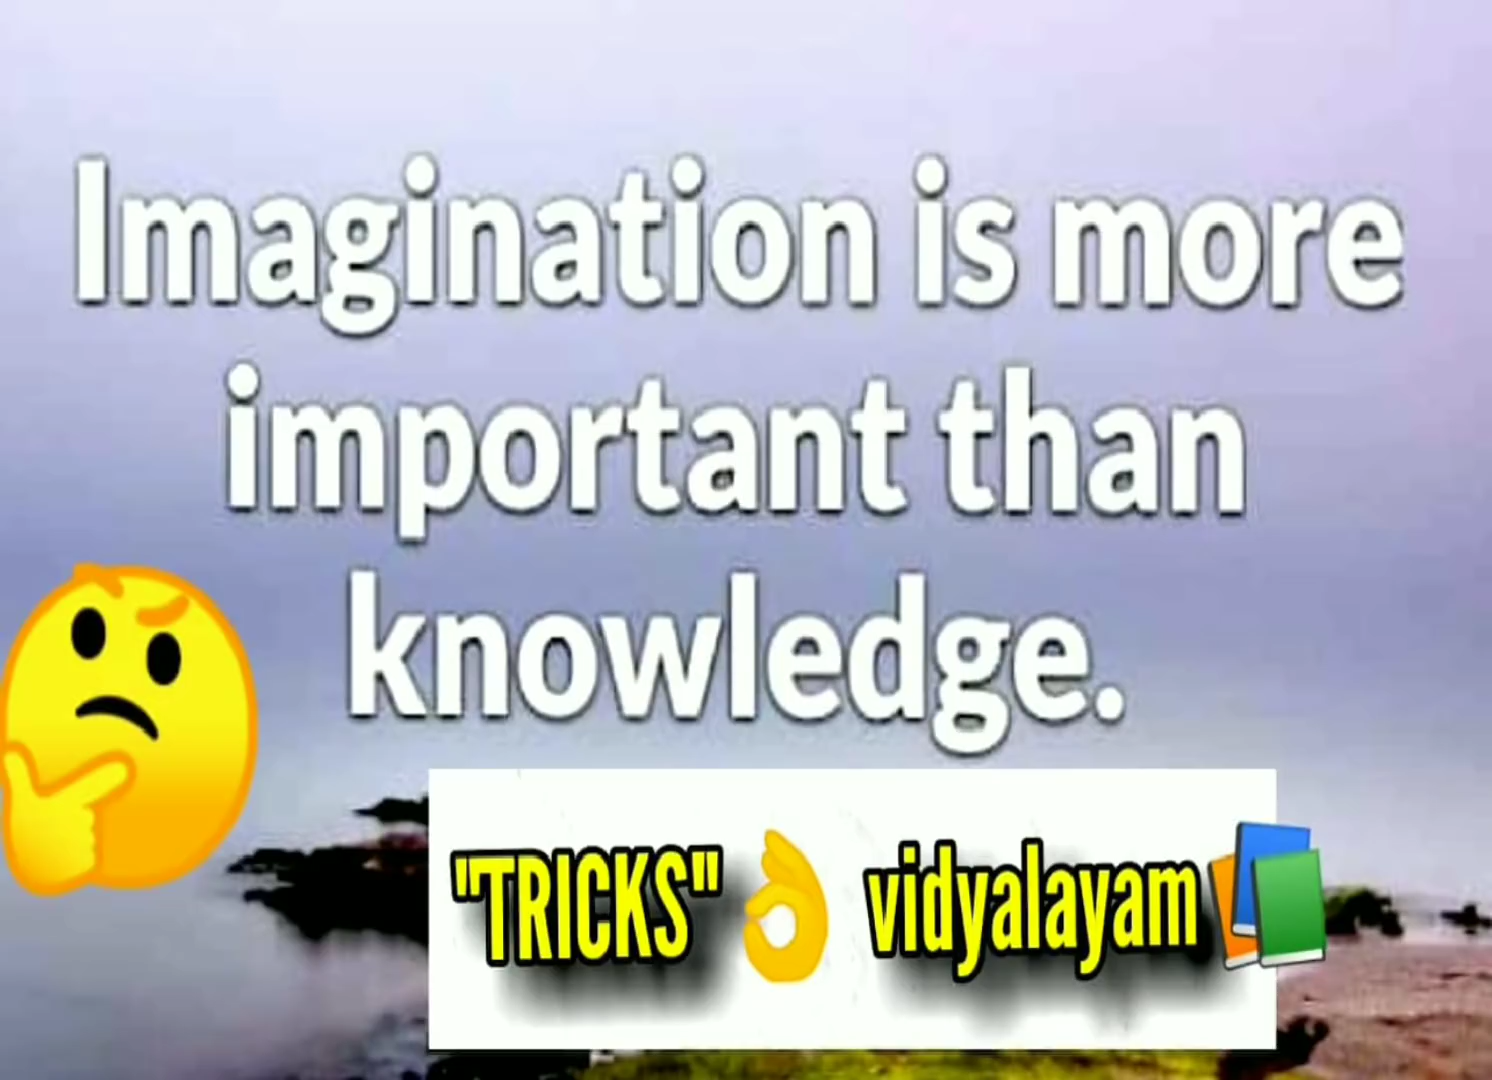 Imagination is more
important than
knowledge.
"TRICKS"👌 vidyalayam📚